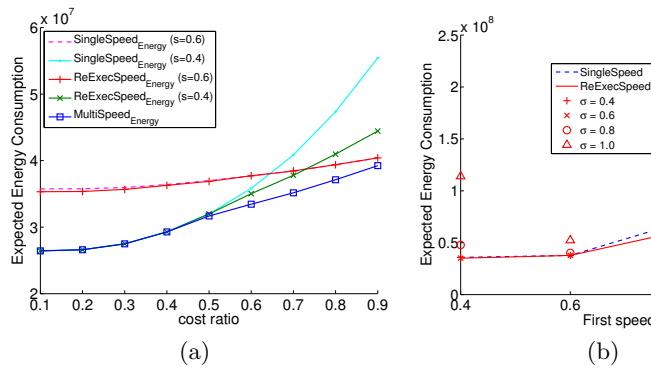 x 10^7
SingleSpeed_Energy (s=0.6)
SingleSpeed_Energy (s=0.4)
ReExecSpeed_Energy (s=0.6)
ReExecSpeed_Energy (s=0.4)
MultiSpeed_Energy
Expected Energy Consumption
6
5
4
3
2
0.1 0.2 0.3 0.4 0.5 0.6 0.7 0.8 0.9
cost ratio
(a)
x 10^8
2.5
2
1.5
1
0.5
0
Expected Energy Consumption
SingleSpeed
ReExecSpeed
σ = 0.4
σ = 0.6
σ = 0.8
σ = 1.0
0.4 0.6
First speed
(b)